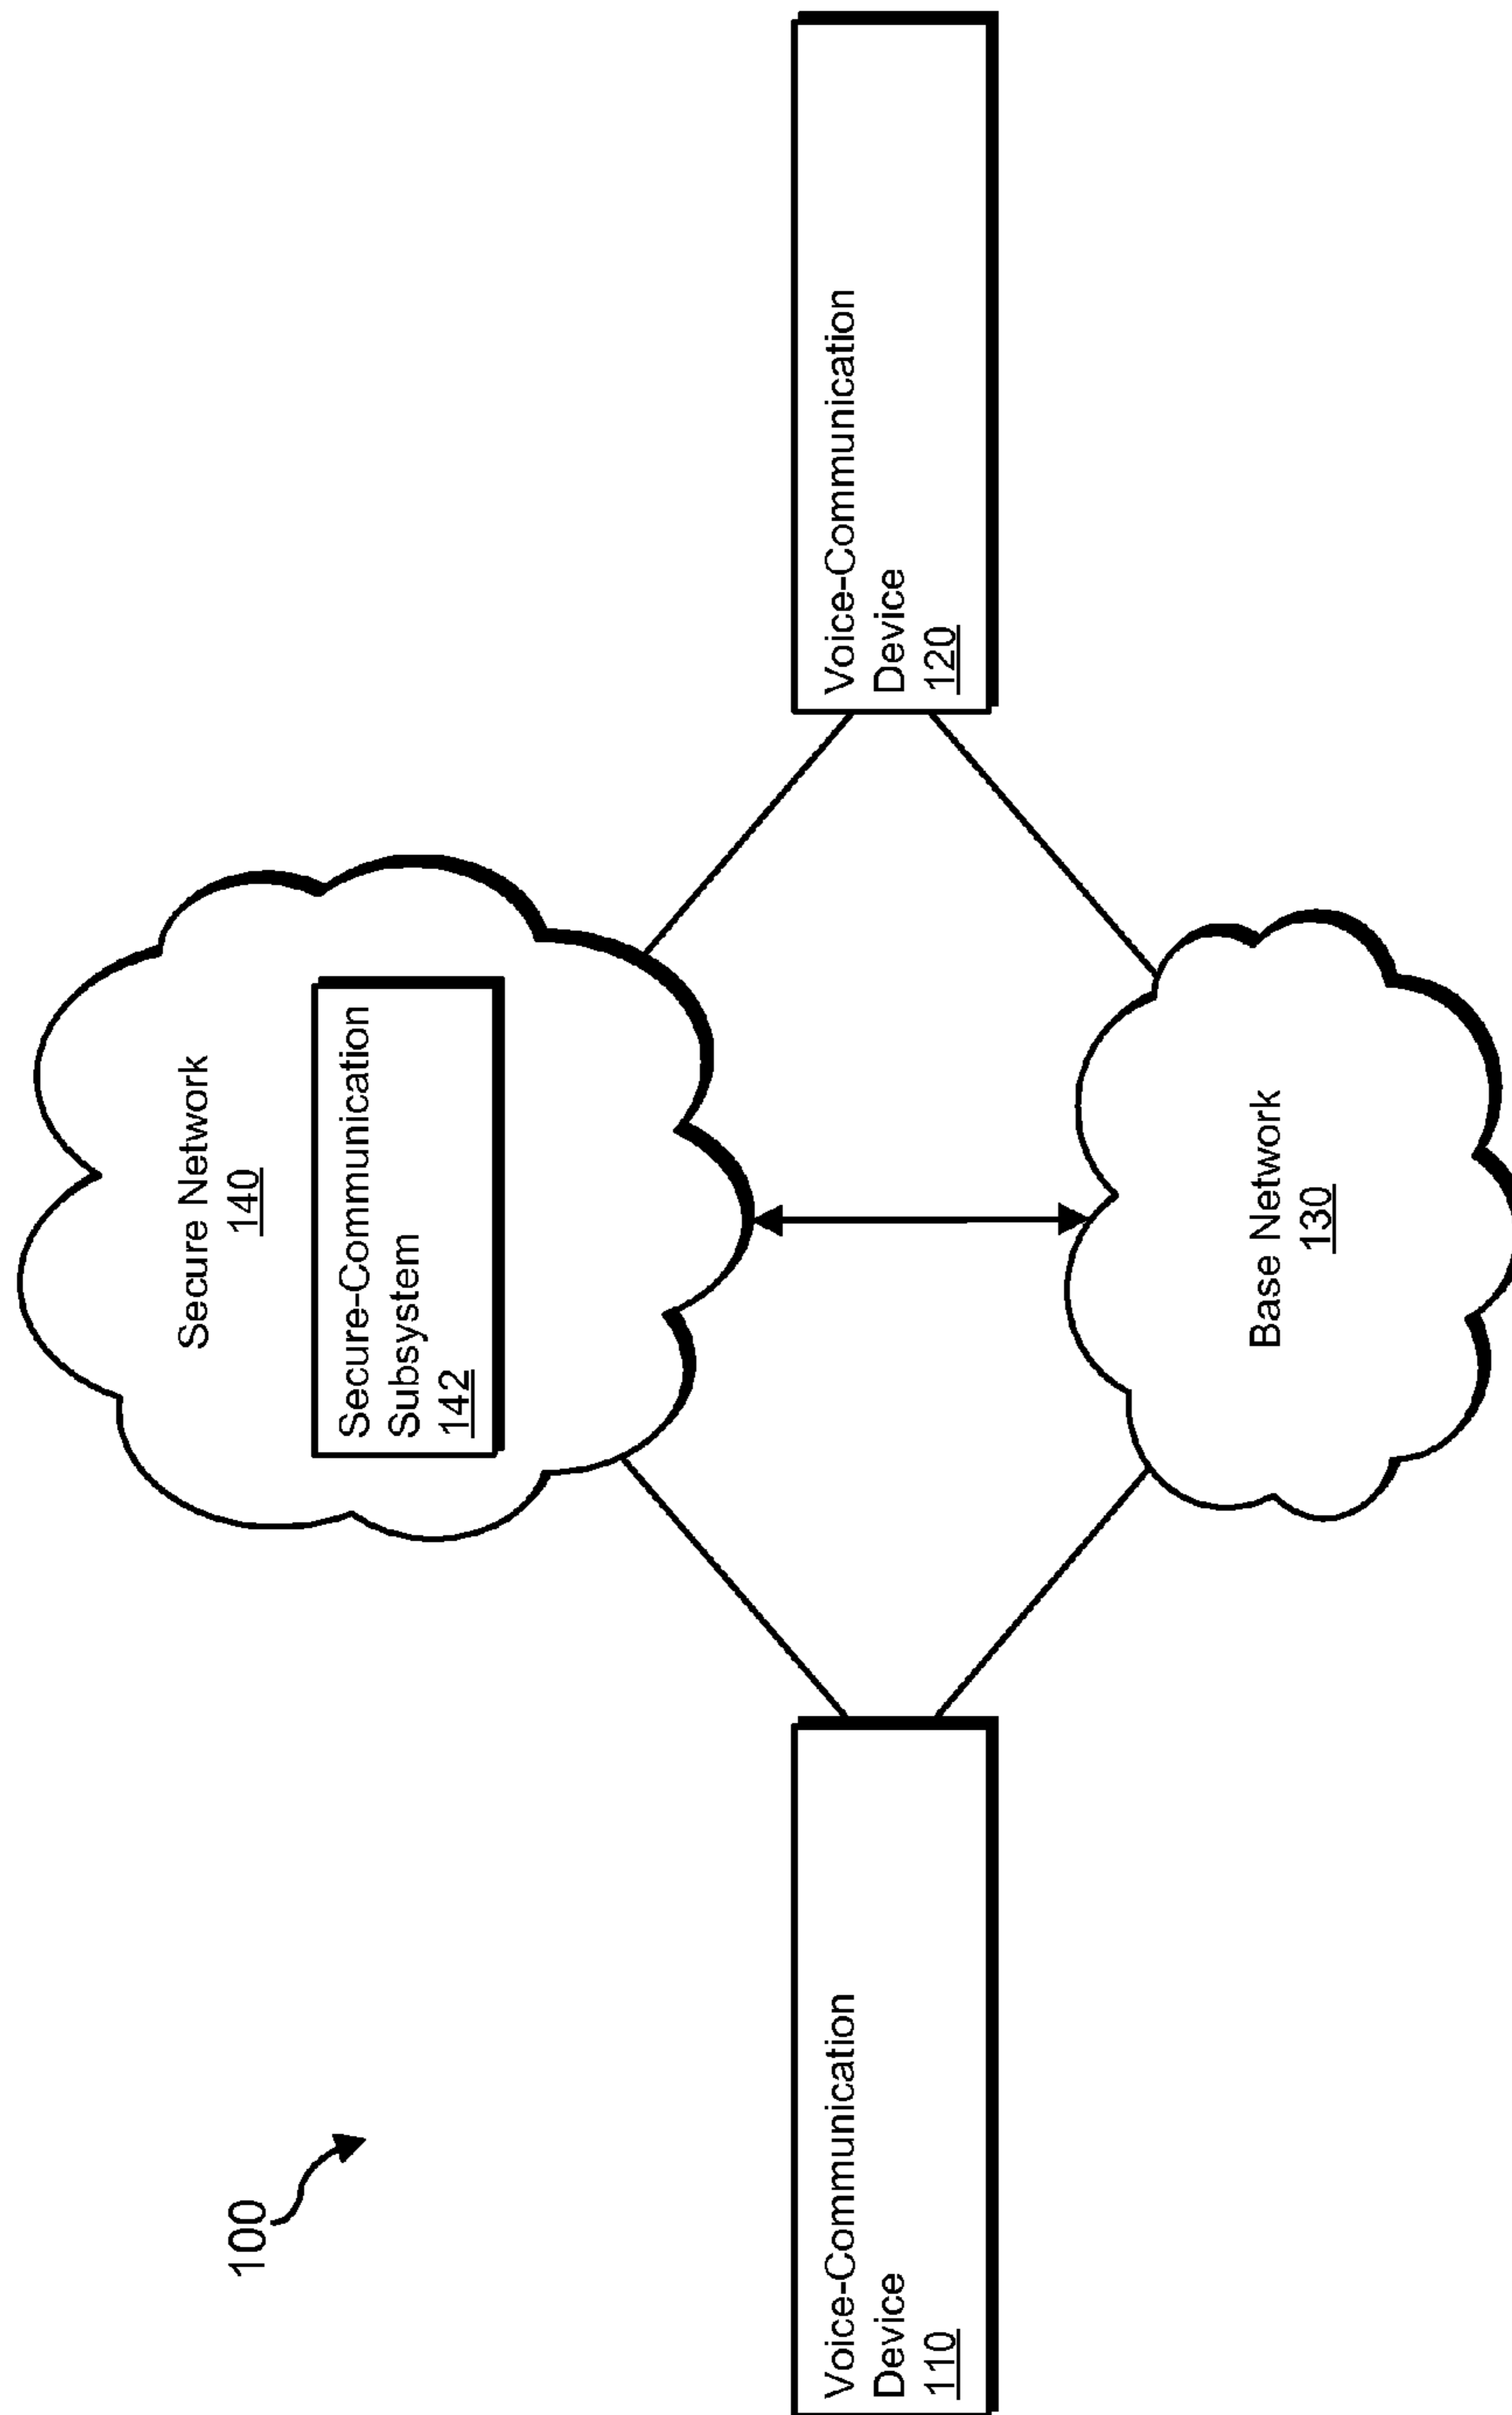 100
Secure Network
140
Secure-Communication
Subsystem
142
Voice-Communication
Device
110
Voice-Communication
Device
120
Base Network
130